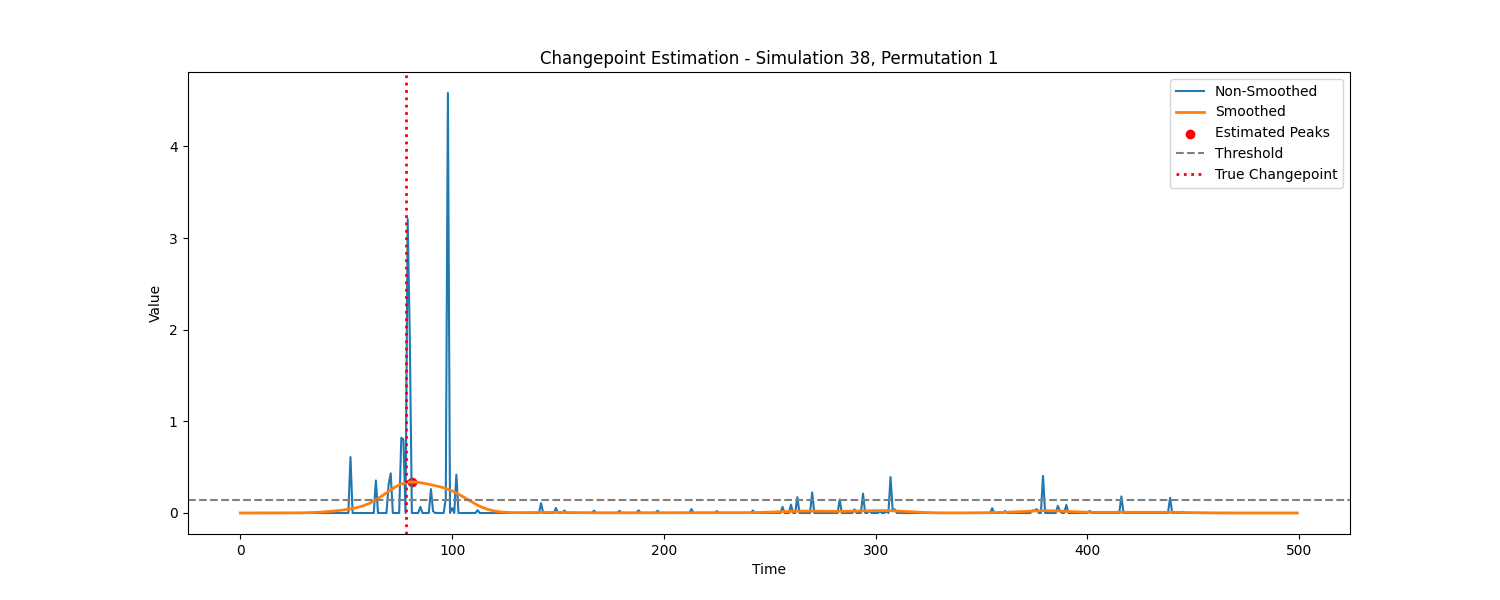 Changepoint Estimation - Simulation 38, Permutation 1
Non-Smoothed
Smoothed
Estimated Peaks
Threshold
True Changepoint
Value
4
3
2
1
0
0 100 200 300 400 500
Time